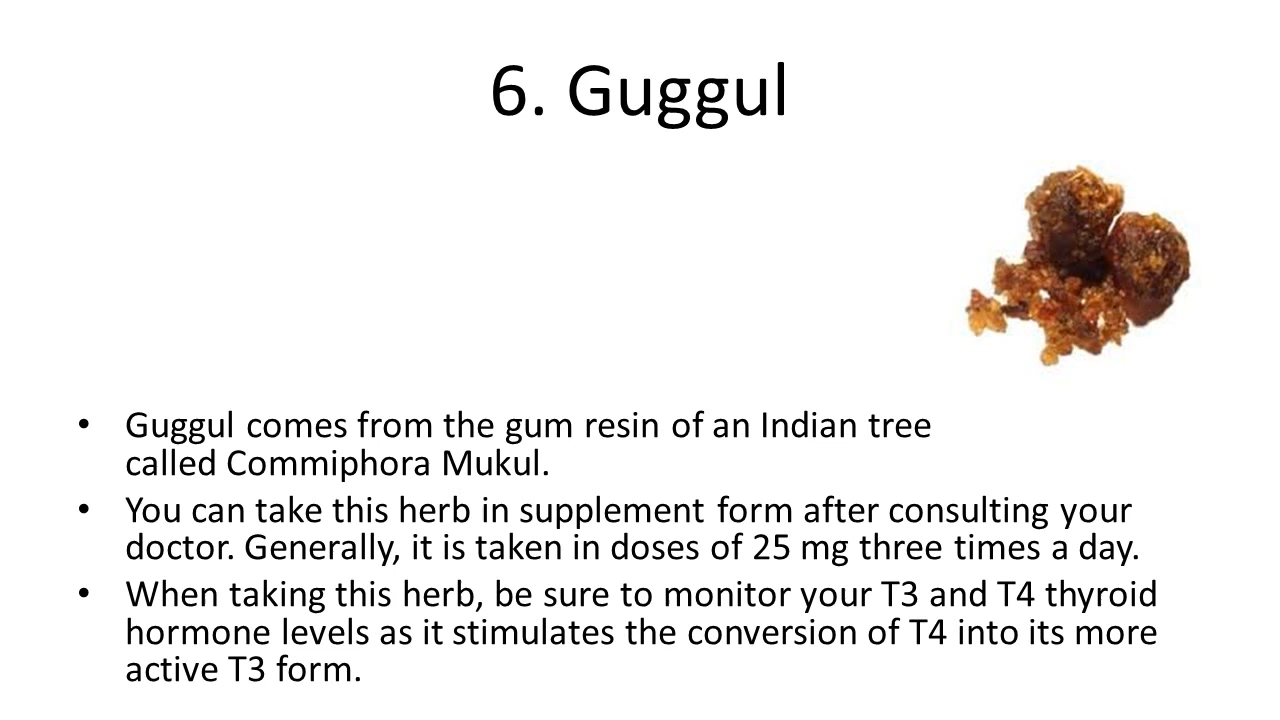 6. Guggul
• Guggul comes from the gum resin of an Indian tree
called Commiphora Mukul.
• You can take this herb in supplement form after consulting your
doctor. Generally, it is taken in doses of 25 mg three times a day.
• When taking this herb, be sure to monitor your T3 and T4 thyroid
hormone levels as it stimulates the conversion of T4 into its more
active T3 form.